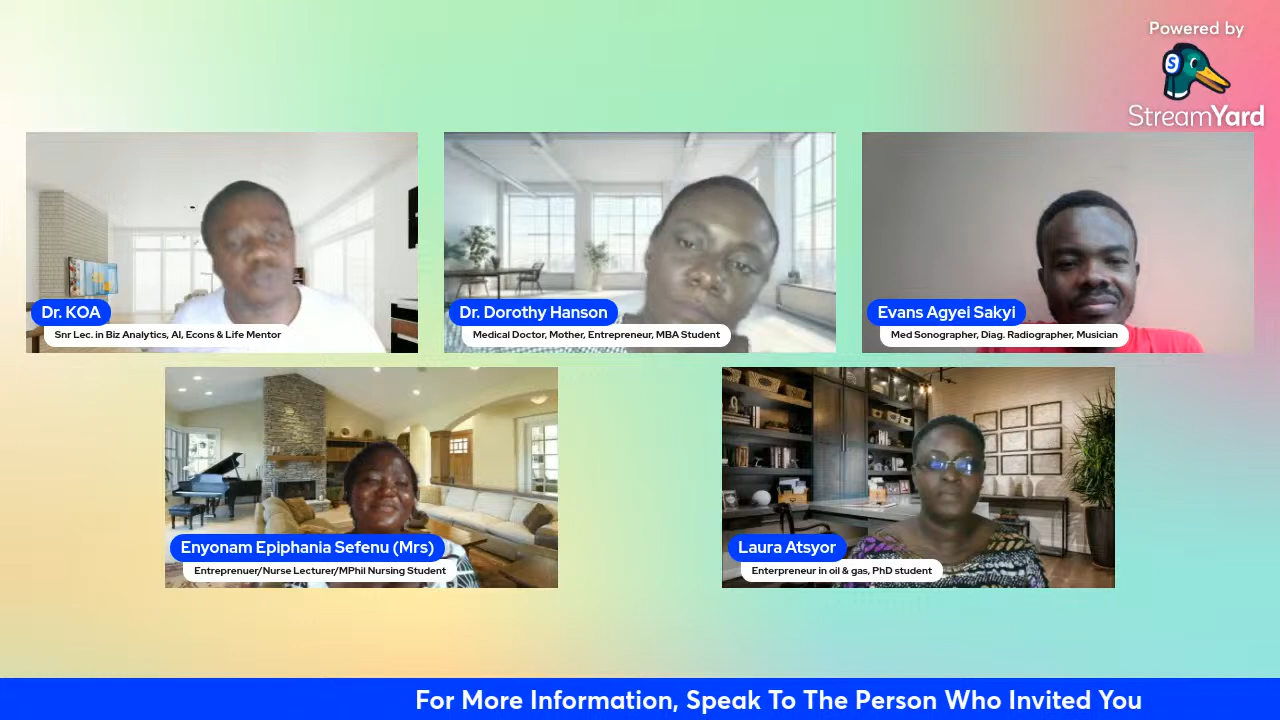 Powered by
S
StreamYard
Dr. KOA
Snr Lec. in Biz Analytics, AI, Econs & Life Mentor
Dr. Dorothy Hanson
Medical Doctor, Mother, Entrepreneur, MBA Student
Evans Agyei Sakyi
Med Sonographer, Diag. Radiographer, Musician
Enyonam Epiphania Sefenu (Mrs)
Entreprenuer/Nurse Lecturer/MPhil Nursing Student
Laura Atsyor
Enterpreneur in oil & gas, PhD student
For More Information, Speak To The Person Who Invited You